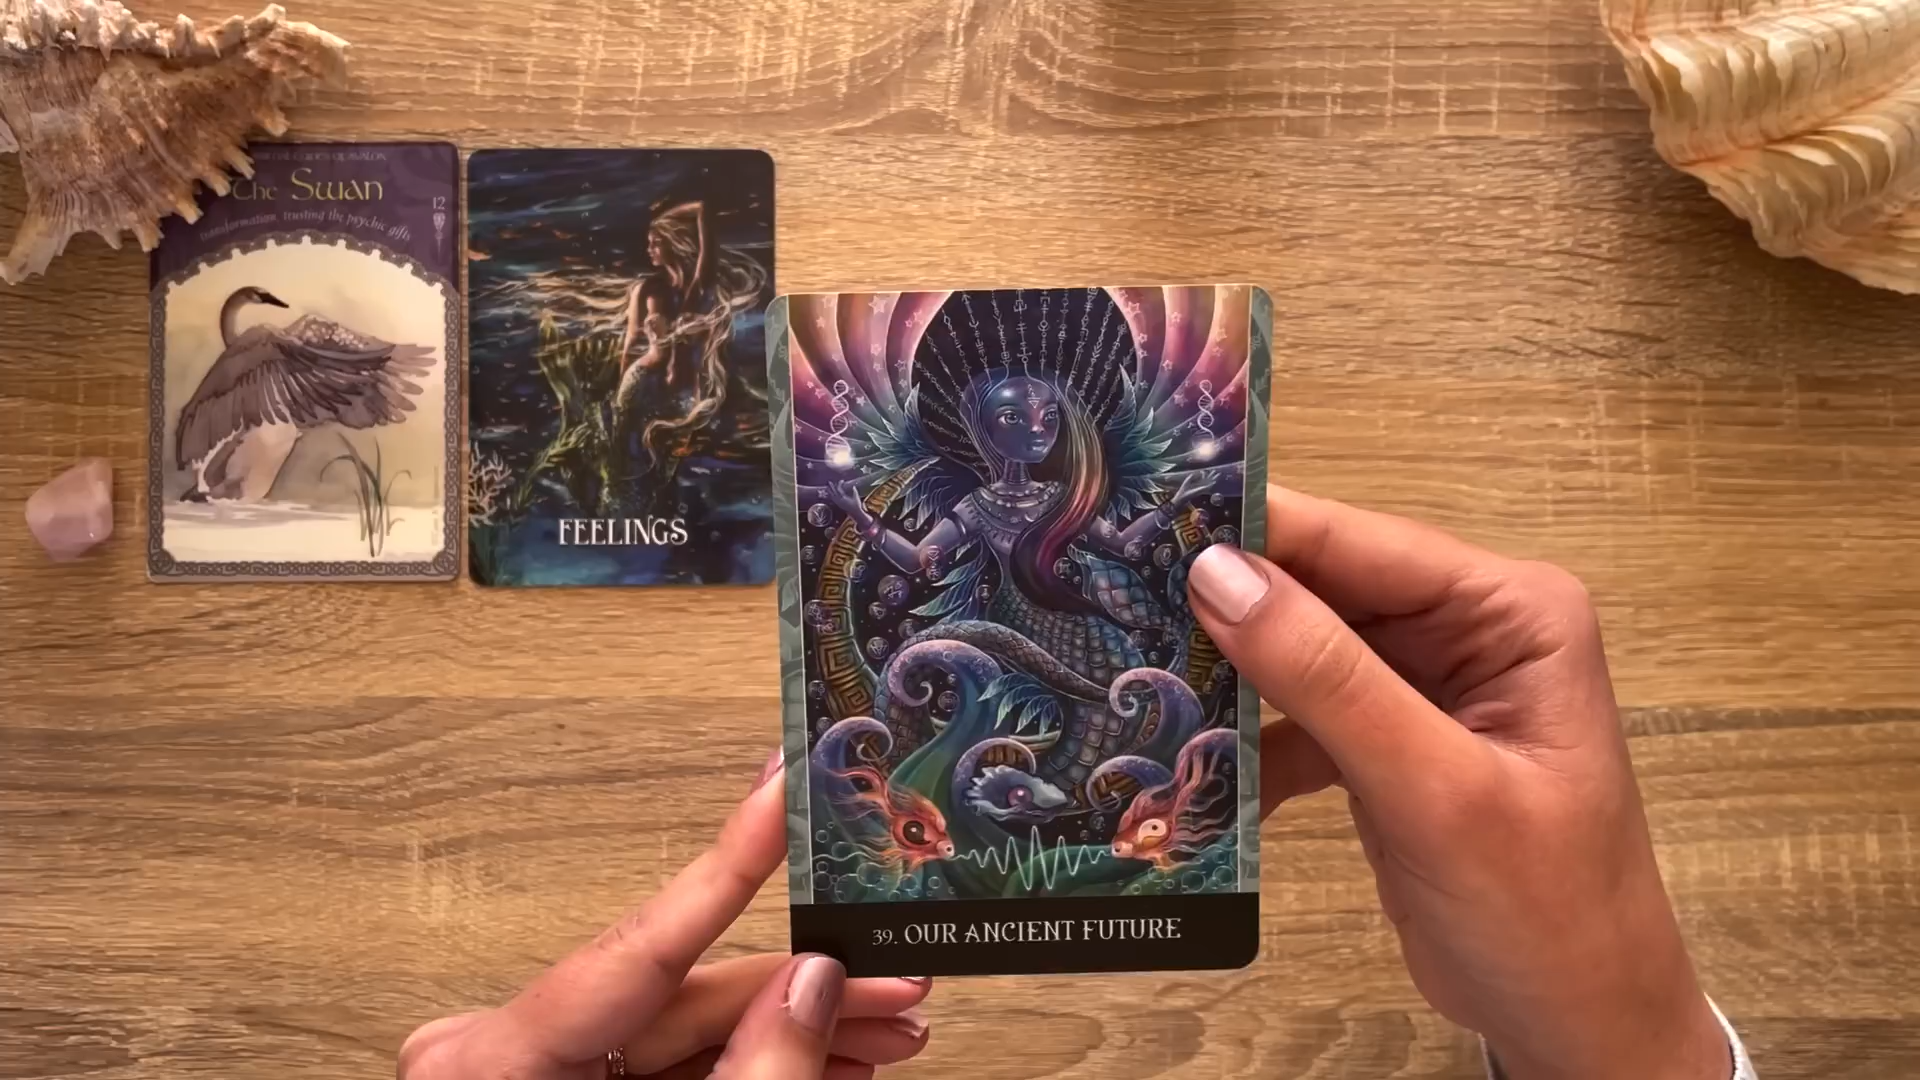 The Swan
transformation, trusting the psychic gifts
12
FEELINGS
39. OUR ANCIENT FUTURE